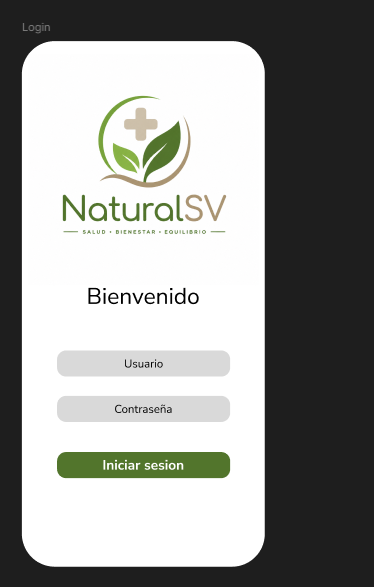 Login
NaturalSV
SALUD • BIENESTAR • EQUILIBRIO
Bienvenido
Usuario
Contraseña
Iniciar sesion